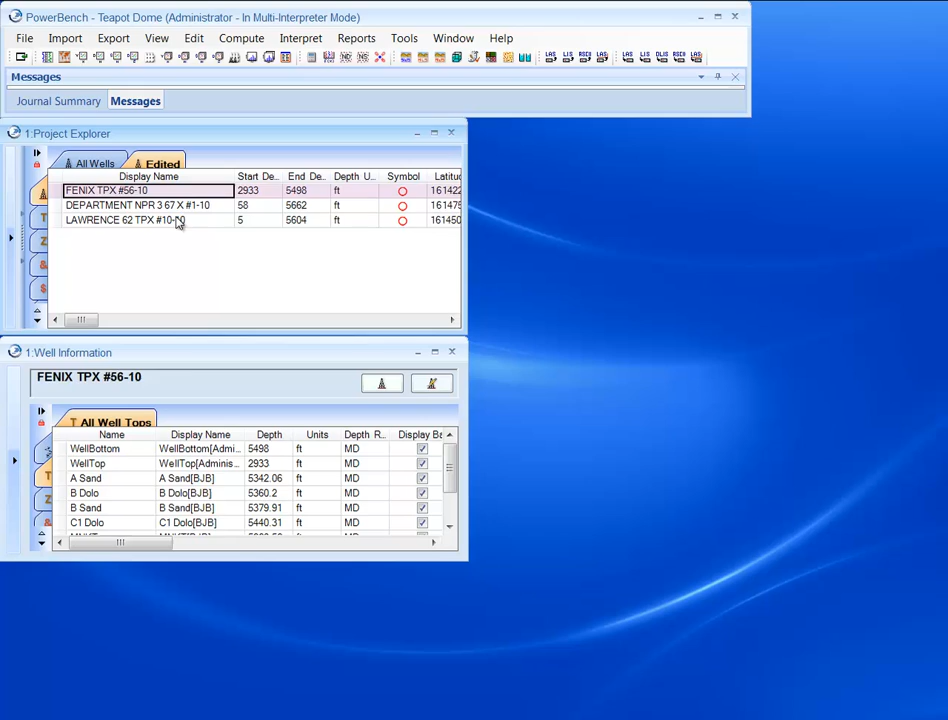 PowerBench - Teapot Dome (Administrator - In Multi-Interpreter Mode)
File Import Export View Edit Compute Interpret Reports Tools Window Help
Messages
Journal Summary Messages
1:Project Explorer
All Wells Edited
Display Name Start De... End De... Depth U... Symbol Latitu
FENIX TPX #56-10 2933 5498 ft 161422
DEPARTMENT NPR 3 67 X #1-10 58 5662 ft 161475
LAWRENCE 62 TPX #10-10 5 5604 ft 161450
1:Well Information
FENIX TPX #56-10
All Well Tops
Name Display Name Depth Units Depth R... Display Ba
WellBottom WellBottom[Admi... 5498 ft MD
WellTop WellTop[Adminis... 2933 ft MD
A Sand A Sand[BJB] 5342.06 ft MD
B Dolo B Dolo[BJB] 5360.2 ft MD
B Sand B Sand[BJB] 5379.91 ft MD
C1 Dolo C1 Dolo[BJB] 5440.31 ft MD